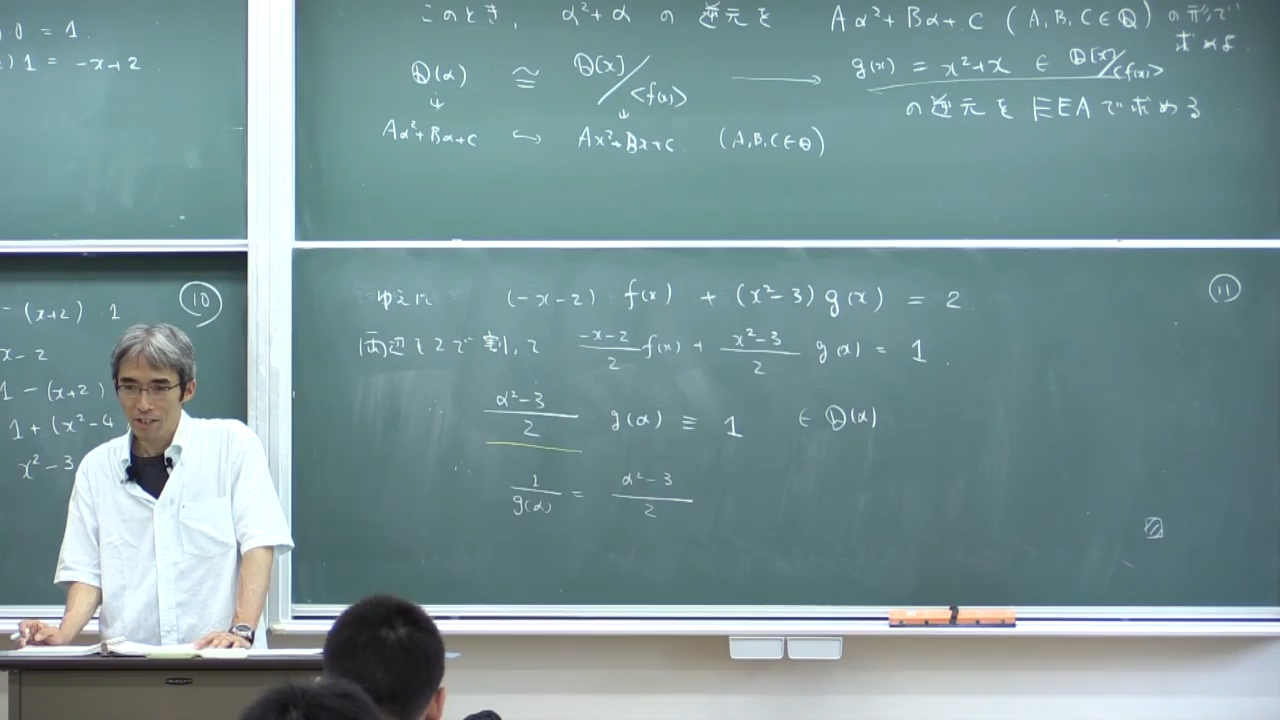 0 = 1.
) 1 = -x+2
このとき, α²+α の 逆元を Aα²+Bα+C (A,B,C∈ℚ) の形で
求める.
ℚ(α) ≅ ℚ[x]/<f(x)> → g(x) = x²+x ∈ ℚ[x]/<f(x)>
の逆元を EEAで求める
Aα²+Bα+C ↔ Ax²+Bx+C (A,B,C∈ℚ)
⑩
- (x+2) 1
x-2
1 - (x+2)
1 + (x²-4
x²-3
⑪
ゆえに (-x-2) f(x) + (x²-3) g(x) = 2.
両辺を2で割って (-x-2)/2 f(x) + (x²-3)/2 g(x) = 1.
∴ (α²-3)/2 g(α) ≡ 1 ∈ ℚ(α)
∴ 1/g(α) = (α²-3)/2